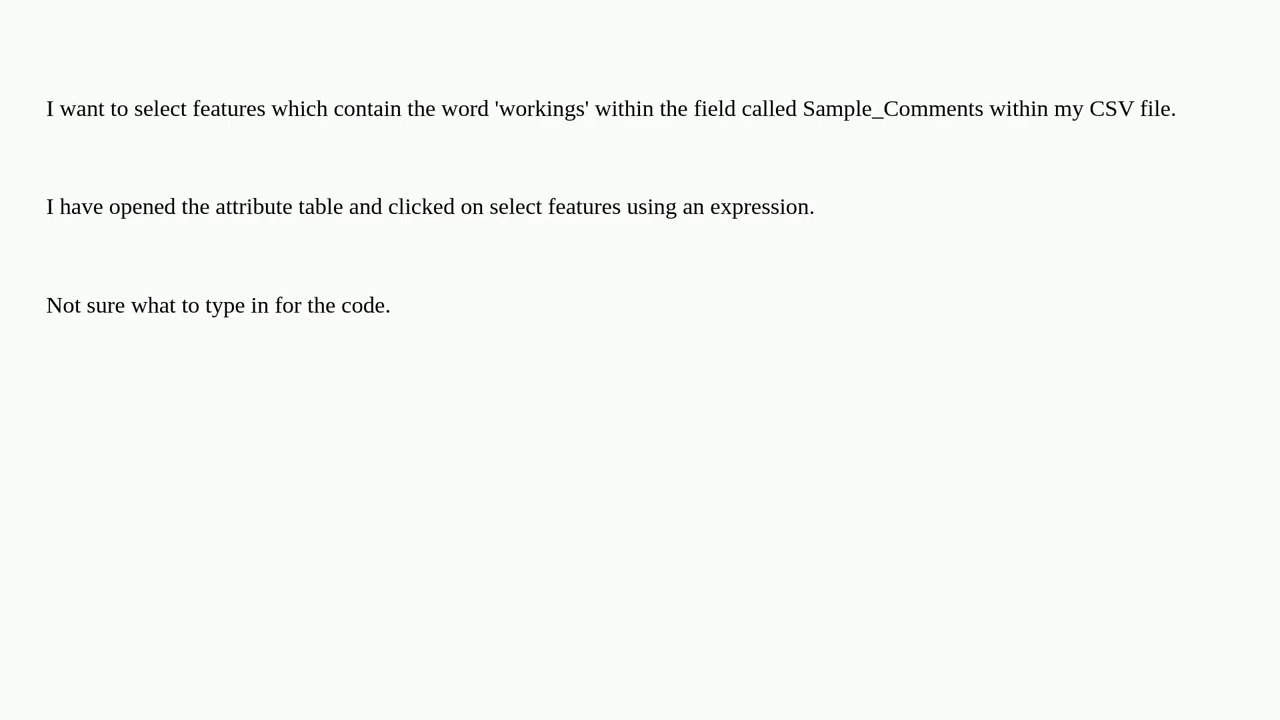 I want to select features which contain the word 'workings' within the field called Sample_Comments within my CSV file.
I have opened the attribute table and clicked on select features using an expression.
Not sure what to type in for the code.